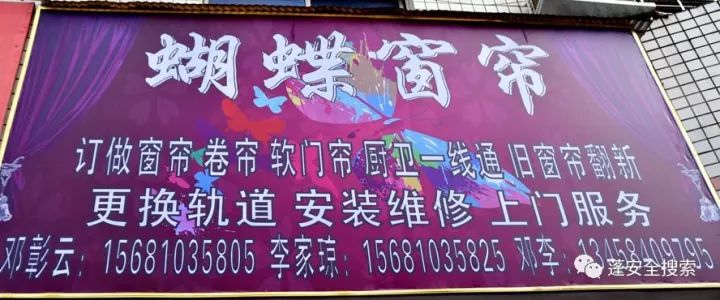 蝴蝶窗帘
订做窗帘 卷帘 软门帘 厨卫一线通 旧窗帘翻新
更换轨道 安装维修 上门服务
邓彰云：15681035805 李家琼：15681035825 邓李：
蓬安全搜索